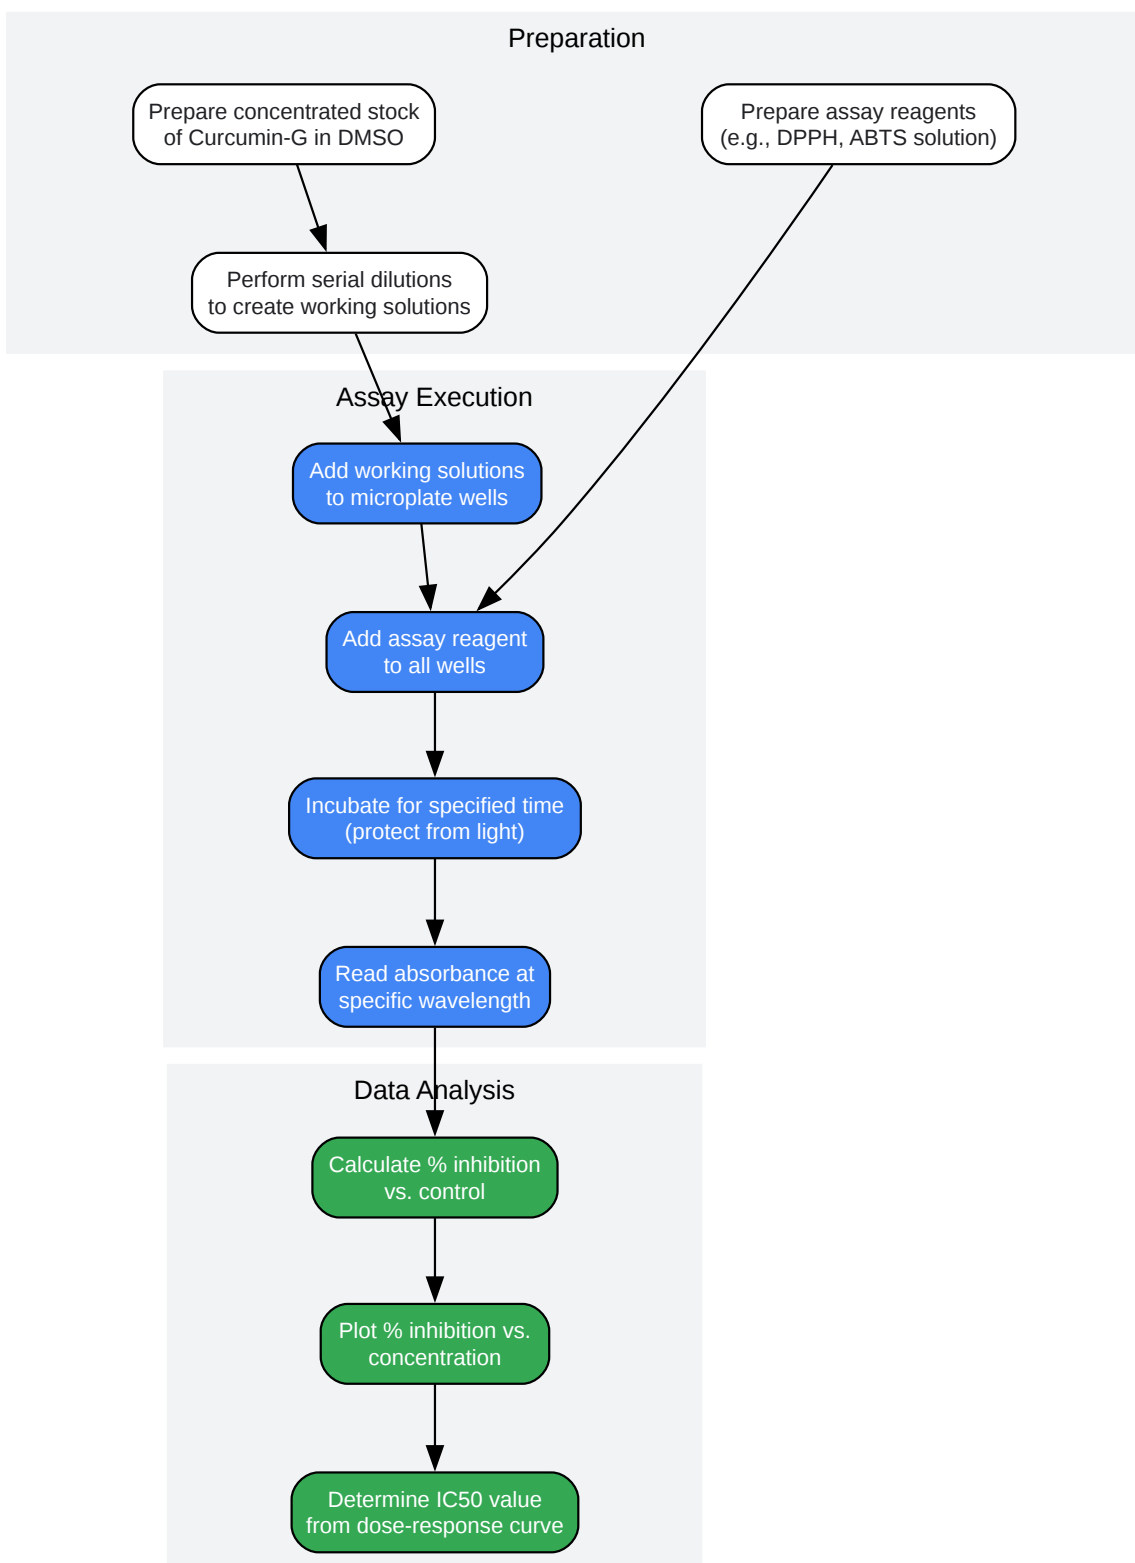 Preparation
Prepare concentrated stock
of Curcumin-G in DMSO
Prepare assay reagents
(e.g., DPPH, ABTS solution)
Perform serial dilutions
to create working solutions
Assay Execution
Add working solutions
to microplate wells
Add assay reagent
to all wells
Incubate for specified time
(protect from light)
Read absorbance at
specific wavelength
Data Analysis
Calculate % inhibition
vs. control
Plot % inhibition vs.
concentration
Determine IC50 value
from dose-response curve